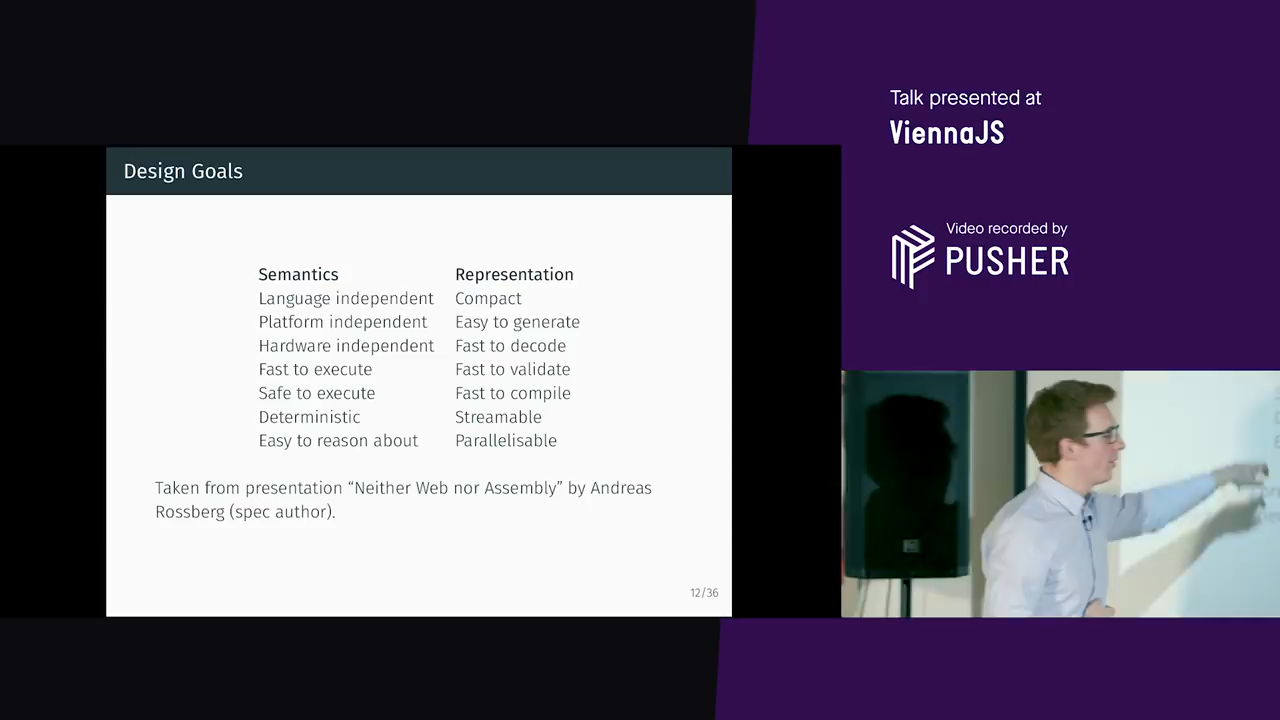 Talk presented at
ViennaJS
Video recorded by
PUSHER
Design Goals
Semantics Representation
Language independent Compact
Platform independent Easy to generate
Hardware independent Fast to decode
Fast to execute Fast to validate
Safe to execute Fast to compile
Deterministic Streamable
Easy to reason about Parallelisable
Taken from presentation “Neither Web nor Assembly” by Andreas
Rossberg (spec author).
12/36